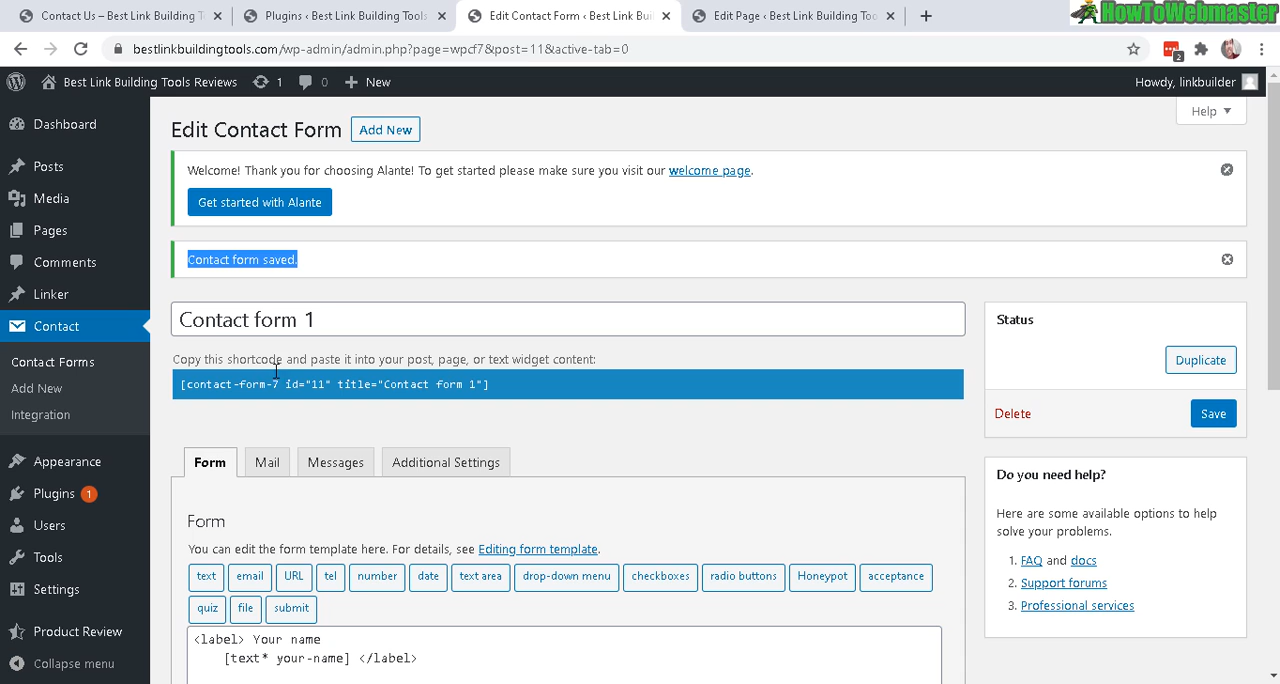 Contact Us – Best Link Building T
Plugins ‹ Best Link Building Tools
Contact Form ‹ Best Link Bui
Edit Page ‹ Best Link Building Too
HowToWebmaster
bestlinkbuildingtools.com/wp-admin/admin.php?page=wpcf7&post=11&active-tab=0
2
Best Link Building Tools Reviews
1
0
New
Howdy, linkbuilder
Dashboard
Posts
Media
Pages
Comments
Linker
Contact
Contact Forms
Add New
Integration
Appearance
Plugins 1
Users
Tools
Settings
Product Review
Collapse menu
Help
Edit Contact Form
Add New
Welcome! Thank you for choosing Alante! To get started please make sure you visit our welcome page.
Get started with Alante
Contact form saved.
Contact form 1
Copy this shortcode and paste it into your post, page, or text widget content:
[contact-form-7 id="11" title="Contact form 1"]
Form
Mail
Messages
Additional Settings
Form
You can edit the form template here. For details, see Editing form template.
text
email
URL
tel
number
date
text area
drop-down menu
checkboxes
radio buttons
Honeypot
acceptance
quiz
file
submit
<label> Your name
[text* your-name] </label>
Status
Duplicate
Delete
Save
Do you need help?
Here are some available options to help
solve your problems.
1. FAQ and docs
2. Support forums
3. Professional services